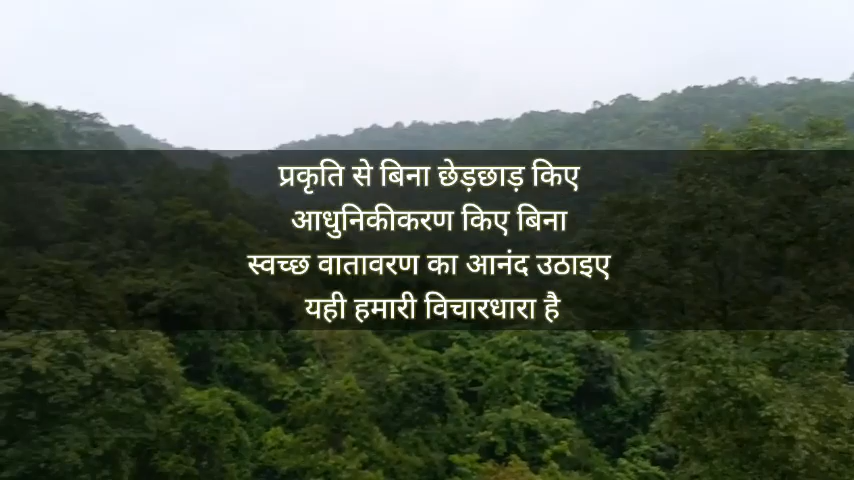 प्रकृति से बिना छेड़छाड़ किए
आधुनिकीकरण किए बिना
स्वच्छ वातावरण का आनंद उठाइए
यही हमारी विचारधारा है